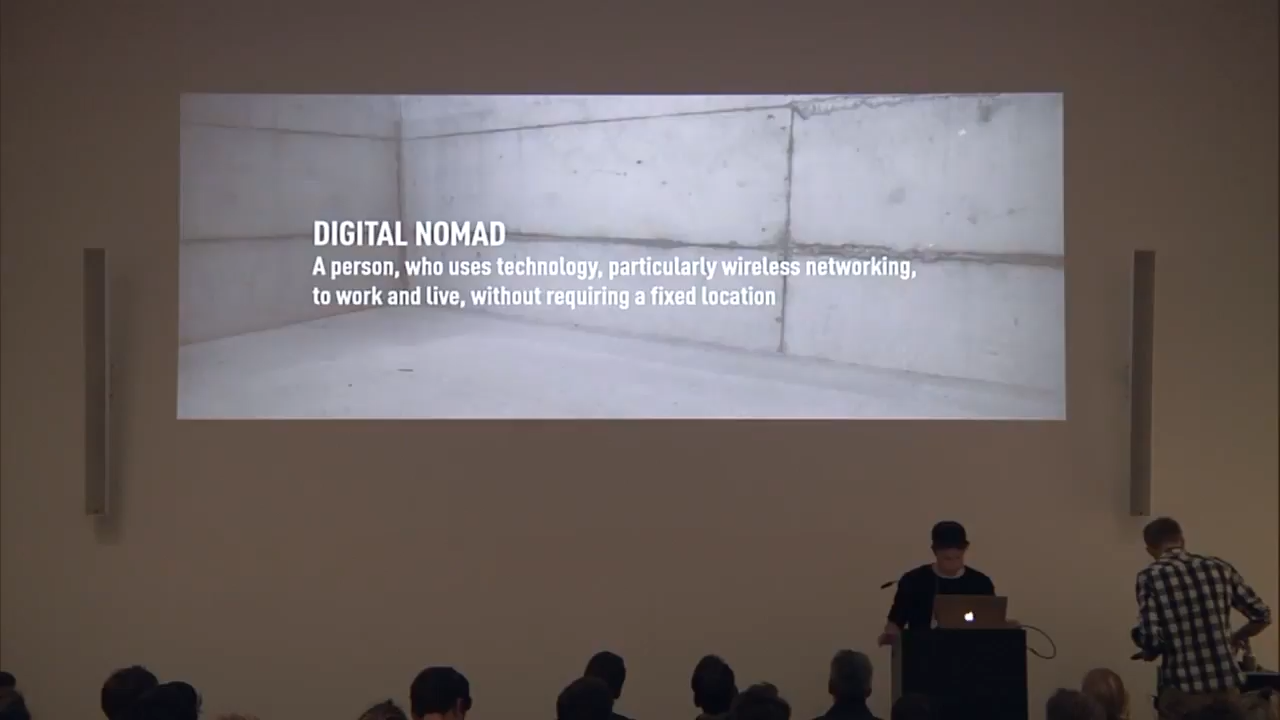 DIGITAL NOMAD
A person, who uses technology, particularly wireless networking,
to work and live, without requiring a fixed location